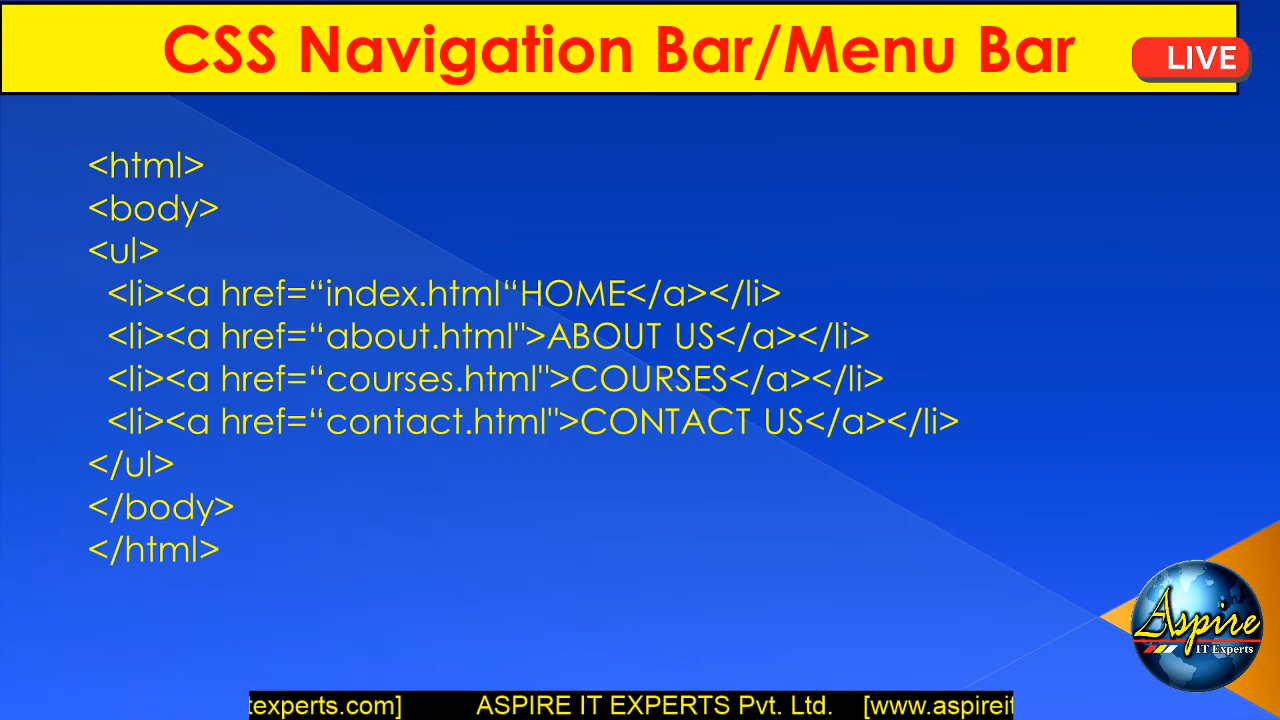 CSS Navigation Bar/Menu Bar
LIVE
<html>
<body>
<ul>
<li><a href=“index.html“HOME</a></li>
<li><a href=“about.html">ABOUT US</a></li>
<li><a href=“courses.html">COURSES</a></li>
<li><a href=“contact.html">CONTACT US</a></li>
</ul>
</body>
</html>
Aspire
IT Experts
texperts.com] ASPIRE IT EXPERTS Pvt. Ltd. [www.aspireit